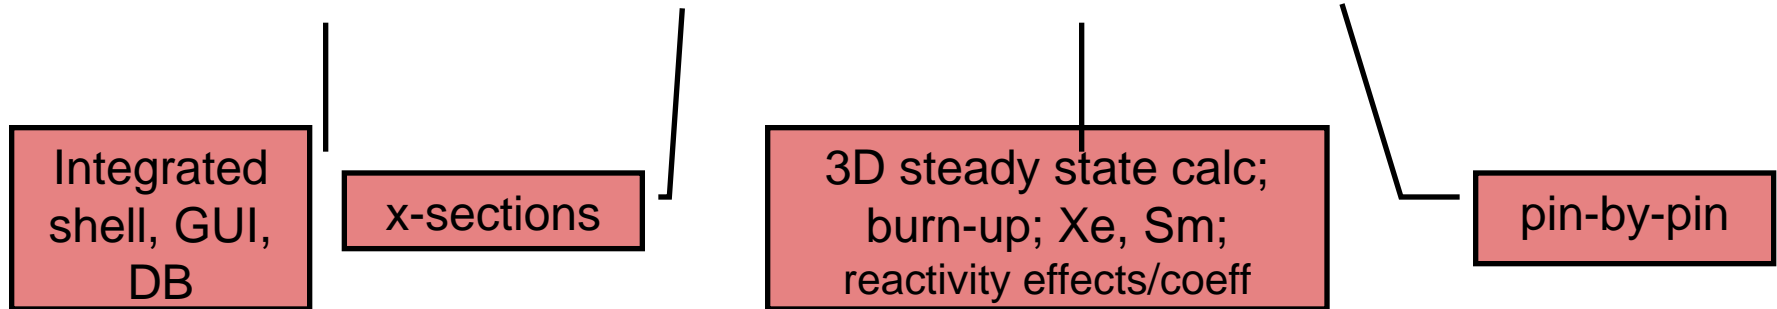 Integrated
shell, GUI,
DB
x-sections
3D steady state calc;
burn-up; Xe, Sm;
reactivity effects/coeff
pin-by-pin